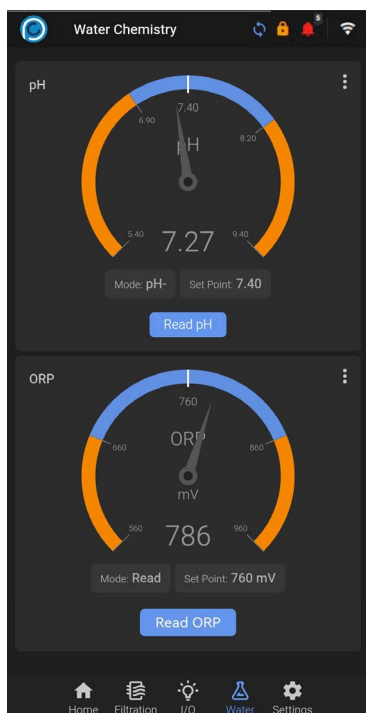 Water Chemistry
5
pH
7.40
6.90
8.20
pH
5.40
9.40
7.27
Mode: pH-
Set Point: 7.40
Read pH
ORP
760
660
860
ORP
mV
560
960
786
Mode: Read
Set Point: 760 mV
Read ORP
Home Filtration I/O Water Settings